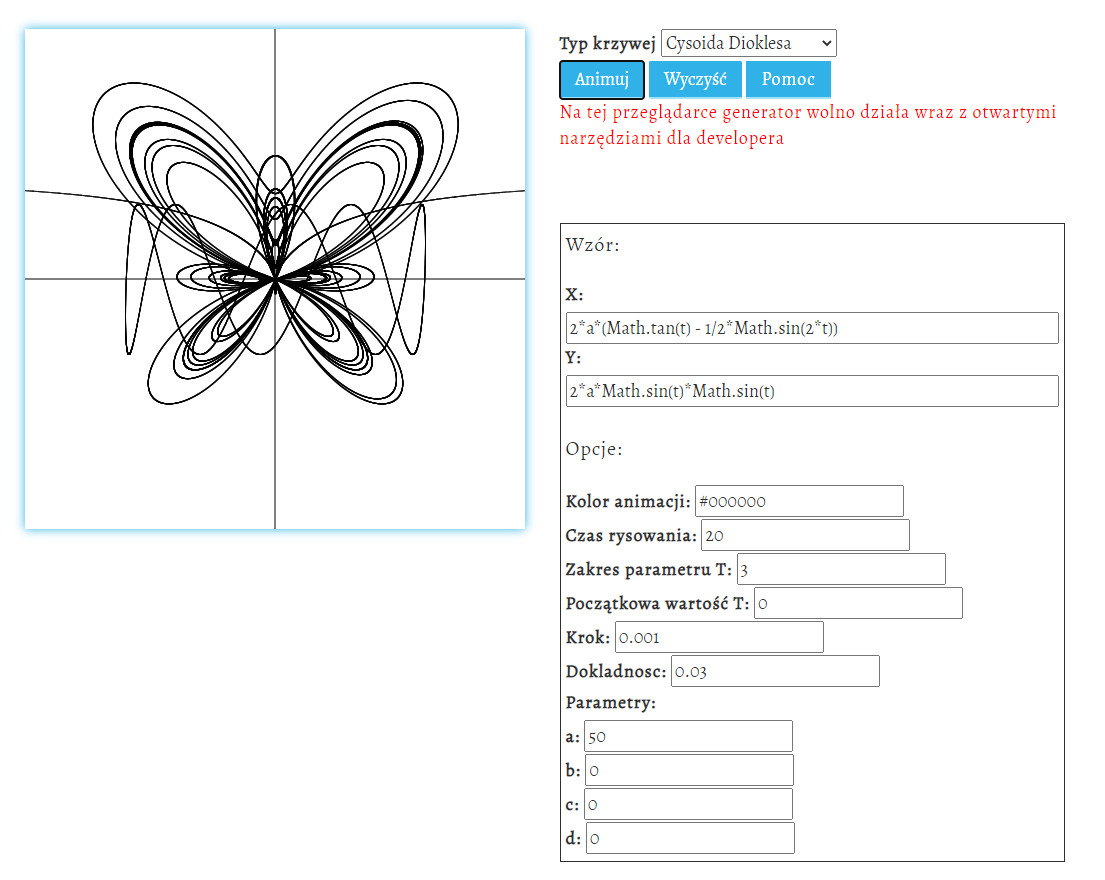 Typ krzywej Cysoida Dioklesa
Animuj Wyczyść Pomoc
Na tej przeglądarce generator wolno działa wraz z otwartymi
narzędziami dla developera
Wzór:
X:
2*a*(Math.tan(t) - 1/2*Math.sin(2*t))
Y:
2*a*Math.sin(t)*Math.sin(t)
Opcje:
Kolor animacji: #000000
Czas rysowania: 20
Zakres parametru T: 3
Początkowa wartość T: 0
Krok: 0.001
Dokladnosc: 0.03
Parametry:
a: 50
b: 0
c: 0
d: 0